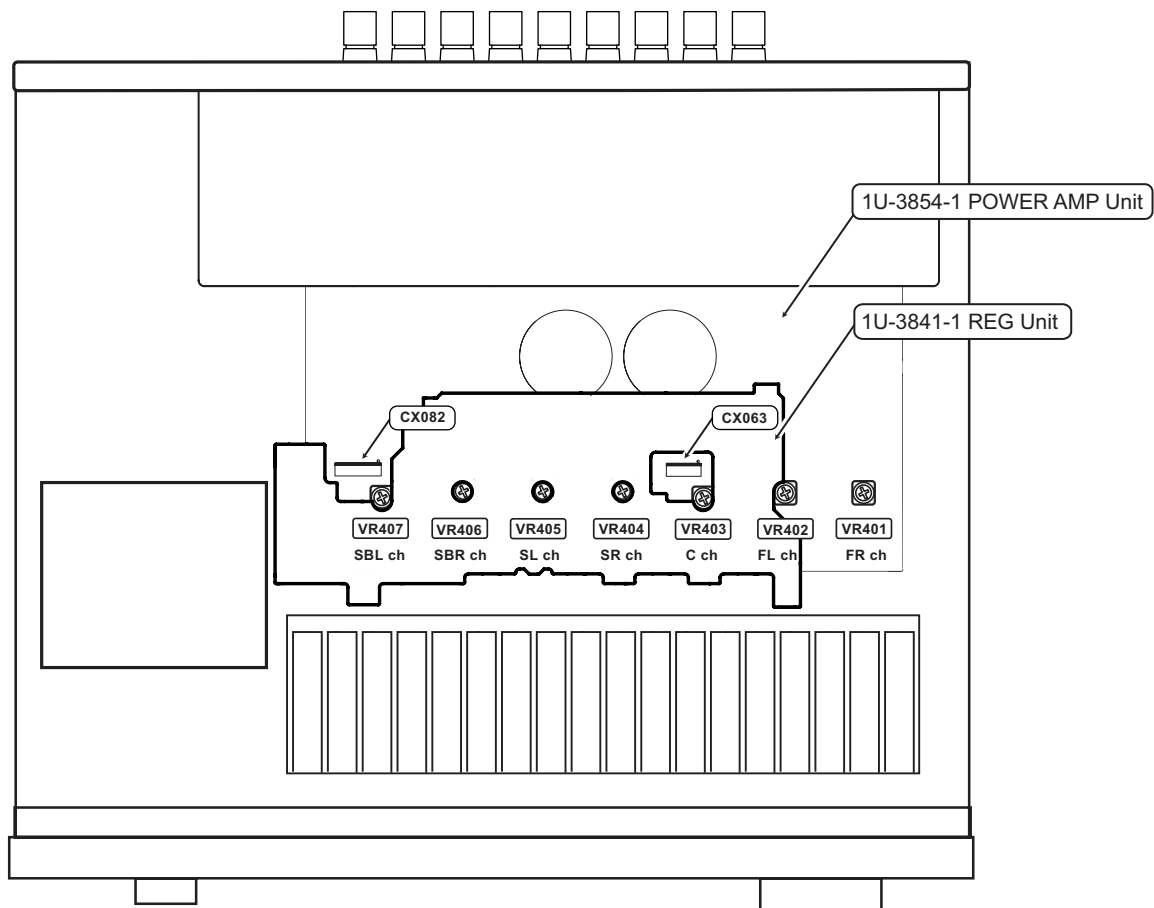 1U-3854-1 POWER AMP Unit
1U-3841-1 REG Unit
CX082
CX063
VR407 VR406 VR405 VR404 VR403 VR402 VR401
SBL ch SBR ch SL ch SR ch C ch FL ch FR ch